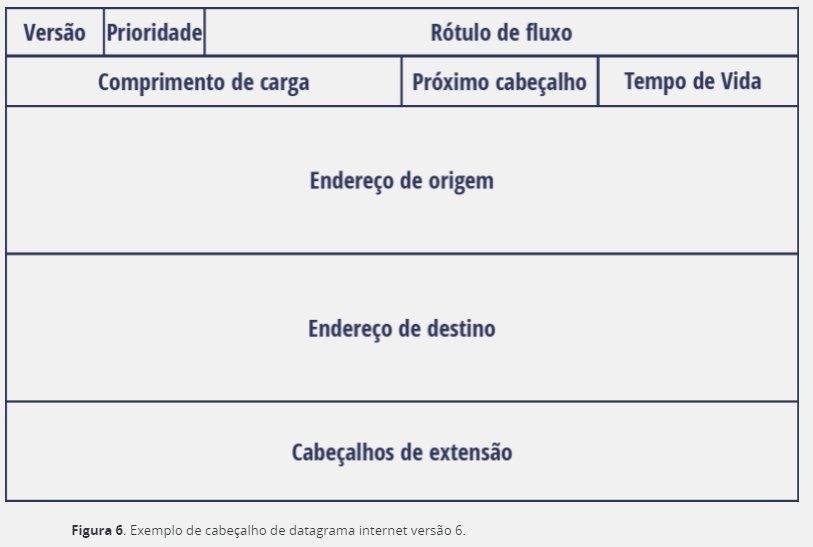 Versão Prioridade Rótulo de fluxo
Comprimento de carga Próximo cabeçalho Tempo de Vida
Endereço de origem
Endereço de destino
Cabeçalhos de extensão
Figura 6. Exemplo de cabeçalho de datagrama internet versão 6.